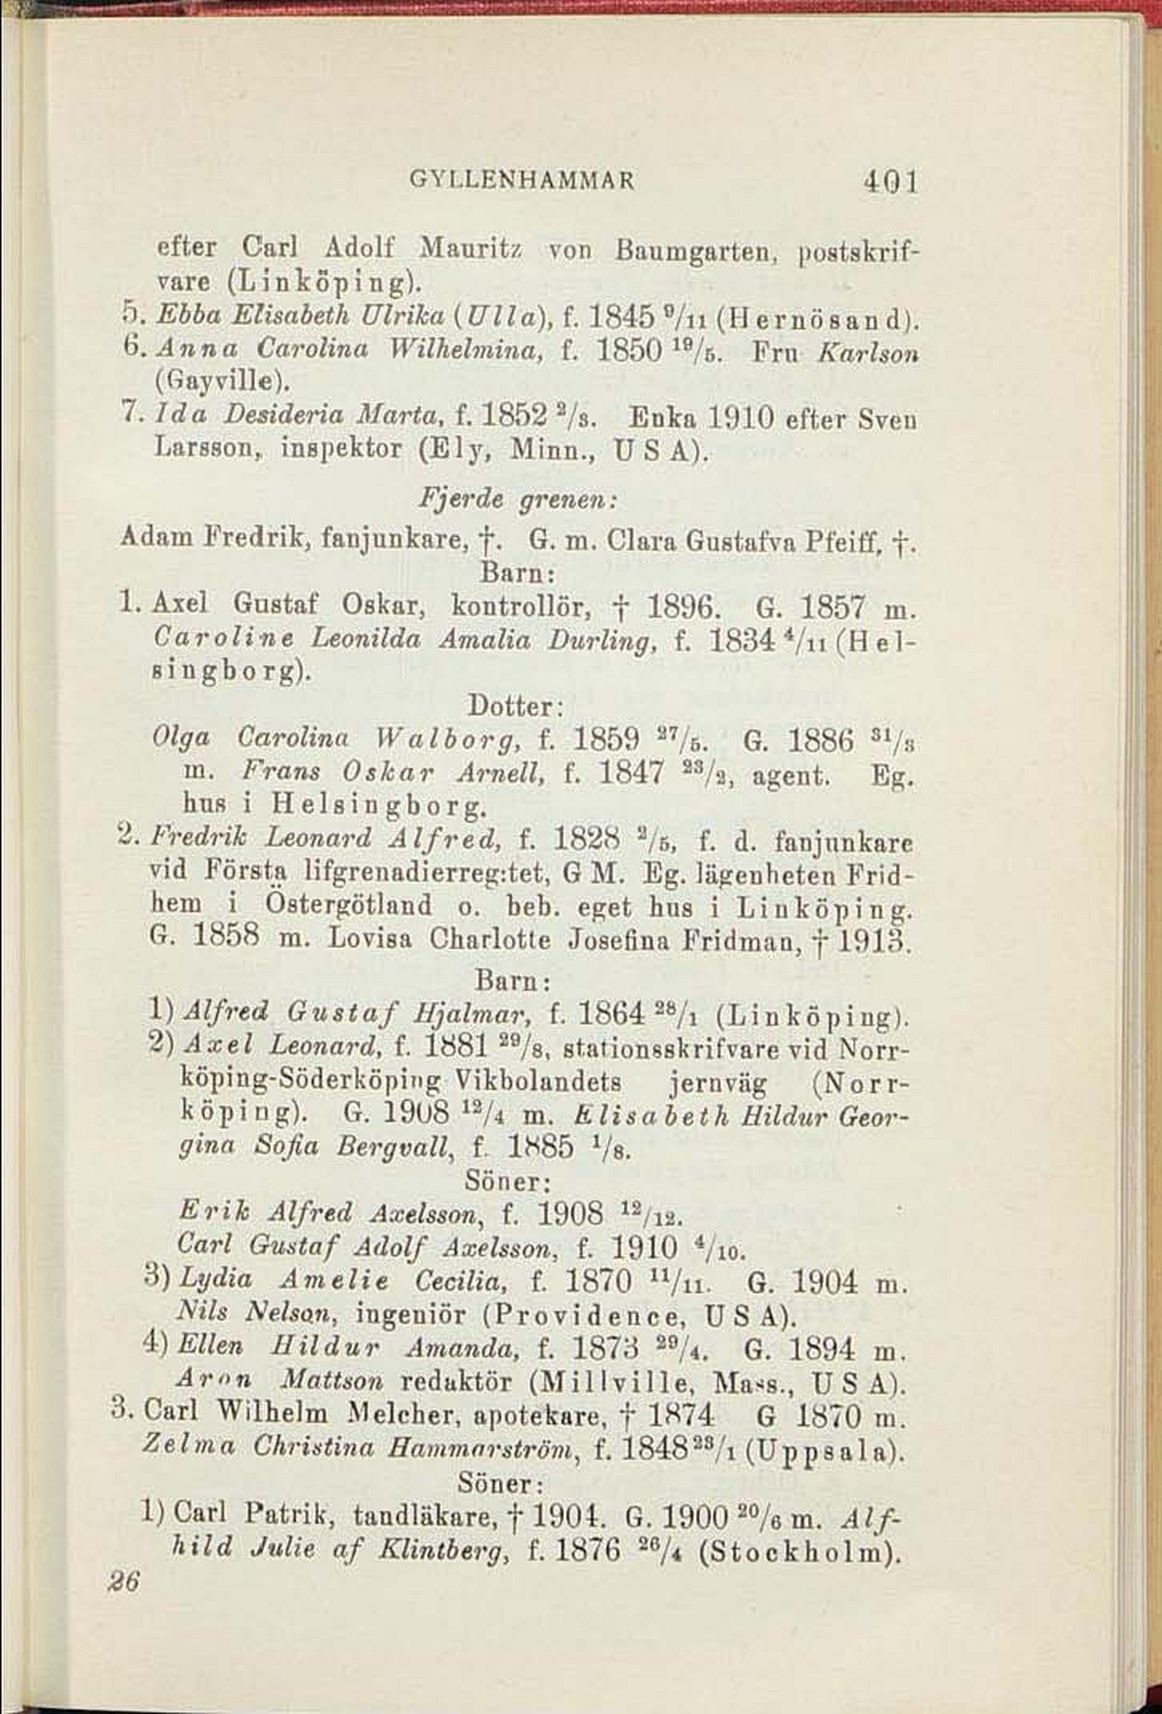 GYLLENHAMMAR 401
efter Carl Adolf Mauritz von Baumgarten, postskrif-
vare (Linköping).
5. Ebba Elisabeth Ulrika (Ulla), f. 1845 9/11 (Hernösand).
6. Anna Carolina Wilhelmina, f. 1850 19/5. Fru Karlson
(Gayville).
7. Ida Desideria Marta, f. 1852 2/8. Enka 1910 efter Sven
Larsson, inspektor (Ely, Minn., U S A).
Fjerde grenen:
Adam Fredrik, fanjunkare, †. G. m. Clara Gustafva Pfeiff, †.
Barn:
1. Axel Gustaf Oskar, kontrollör, † 1896. G. 1857 m.
Caroline Leonilda Amalia Durling, f. 1834 4/11 (Hel-
singborg).
Dotter:
Olga Carolina Walborg, f. 1859 27/5. G. 1886 31/3
m. Frans Oskar Arnell, f. 1847 23/2, agent. Eg.
hus i Helsingborg.
2. Fredrik Leonard Alfred, f. 1828 2/5, f. d. fanjunkare
vid Första lifgrenadierreg:tet, G M. Eg. lägenheten Frid-
hem i Östergötland o. beb. eget hus i Linköping.
G. 1858 m. Lovisa Charlotte Josefina Fridman, † 1913.
Barn:
1) Alfred Gustaf Hjalmar, f. 1864 28/1 (Linköping).
2) Axel Leonard, f. 1881 29/8, stationsskrifvare vid Norr-
köping-Söderköping Vikbolandets jernväg (Norr-
köping). G. 1908 12/4 m. Elisabeth Hildur Geor-
gina Sofia Bergvall, f. 1885 1/8.
Söner:
Erik Alfred Axelsson, f. 1908 12/12.
Carl Gustaf Adolf Axelsson, f. 1910 4/10.
3) Lydia Amelie Cecilia, f. 1870 11/11. G. 1904 m.
Nils Nelson, ingeniör (Providence, U S A).
4) Ellen Hildur Amanda, f. 1873 29/4. G. 1894 m.
Aron Mattson redaktör (Millville, Mass., U S A).
3. Carl Wilhelm Melcher, apotekare, † 1874 G 1870 m.
Zelma Christina Hammarström, f. 1848 23/1 (Uppsala).
Söner:
1) Carl Patrik, tandläkare, † 1904. G. 1900 20/6 m. Alf-
hild Julie af Klintberg, f. 1876 26/4 (Stockholm).
26